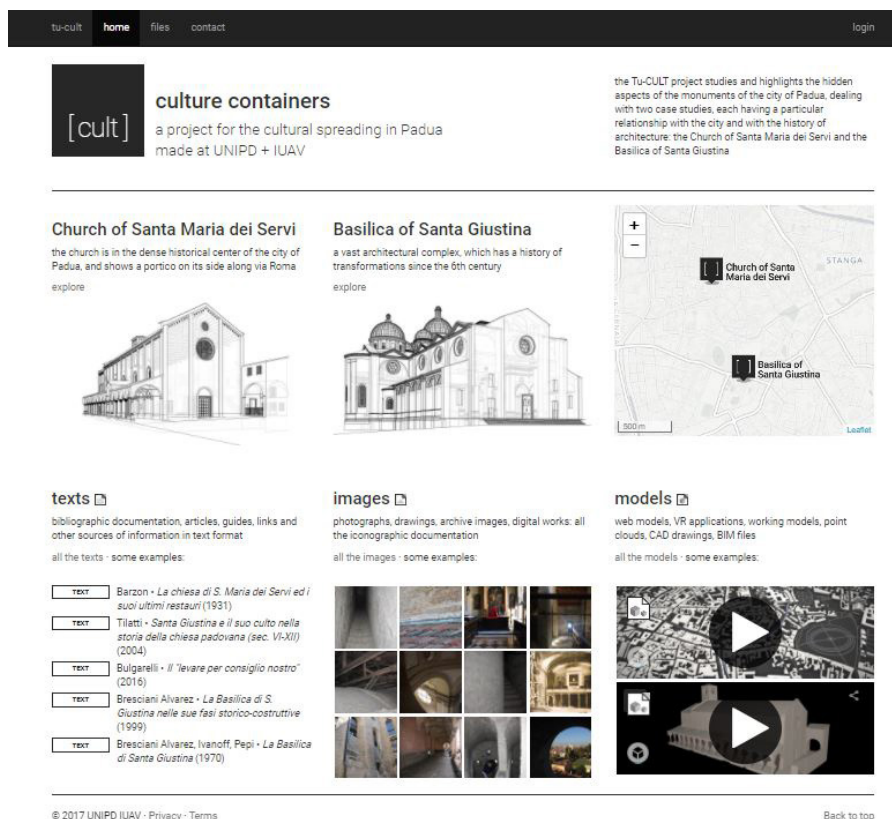 tu-cult home files contact login
[cult]
culture containers
a project for the cultural spreading in Padua
made at UNIPD + IUAV
the Tu-CULT project studies and highlights the hidden
aspects of the monuments of the city of Padua, dealing
with two case studies, each having a particular
relationship with the city and with the history of
architecture: the Church of Santa Maria dei Servi and the
Basilica of Santa Giustina
Church of Santa Maria dei Servi
the church is in the dense historical center of the city of
Padua, and shows a portico on its side along via Roma
explore
Basilica of Santa Giustina
a vast architectural complex, which has a history of
transformations since the 6th century
explore
+
−
STANGA
[ ] Church of Santa
Maria dei Servi
[ ] Basilica of
Santa Giustina
500 m
Leaflet
texts
bibliographic documentation, articles, guides, links and
other sources of information in text format
all the texts · some examples:
TEXT Barzon • La chiesa di S. Maria dei Servi ed i
suoi ultimi restauri (1931)
TEXT Tilatti • Santa Giustina e il suo culto nella
storia della chiesa padovana (sec. VI-XII)
(2004)
TEXT Bulgarelli • Il "levare per consiglio nostro"
(2016)
TEXT Bresciani Alvarez • La Basilica di S.
Giustina nelle sue fasi storico-costruttive
(1999)
TEXT Bresciani Alvarez, Ivanoff, Pepi • La Basilica
di Santa Giustina (1970)
images
photographs, drawings, archive images, digital works: all
the iconographic documentation
all the images · some examples:
models
web models, VR applications, working models, point
clouds, CAD drawings, BIM files
all the models · some examples:
© 2017 UNIPD IUAV · Privacy · Terms
Back to top